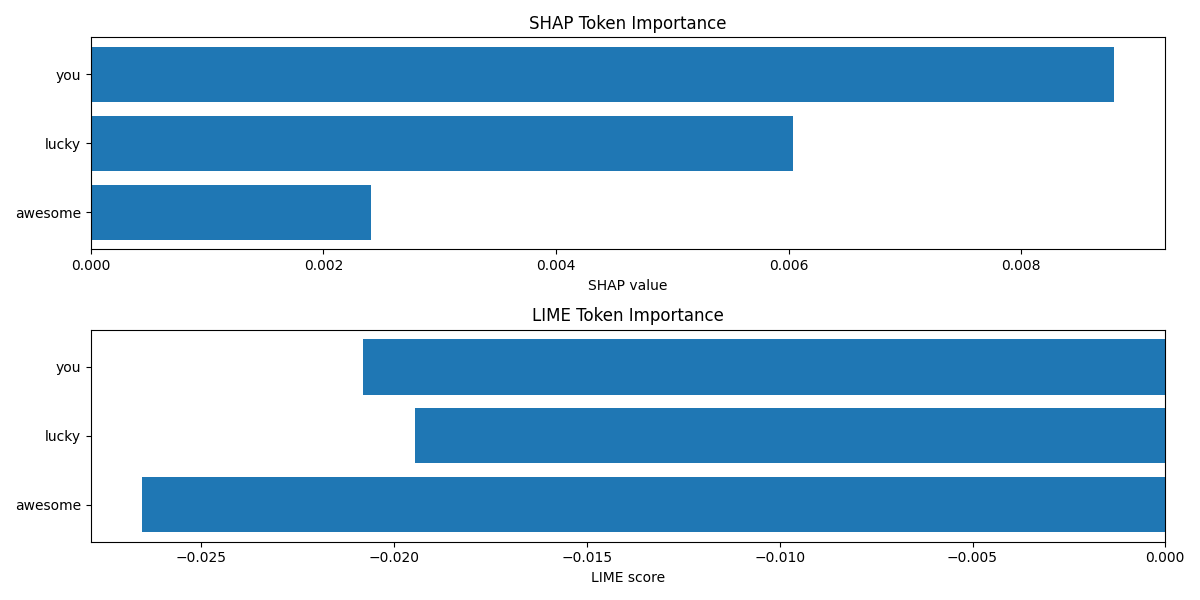 SHAP Token Importance
you
lucky
awesome
0.000 0.002 0.004 0.006 0.008
SHAP value
LIME Token Importance
you
lucky
awesome
−0.025 −0.020 −0.015 −0.010 −0.005 0.000
LIME score